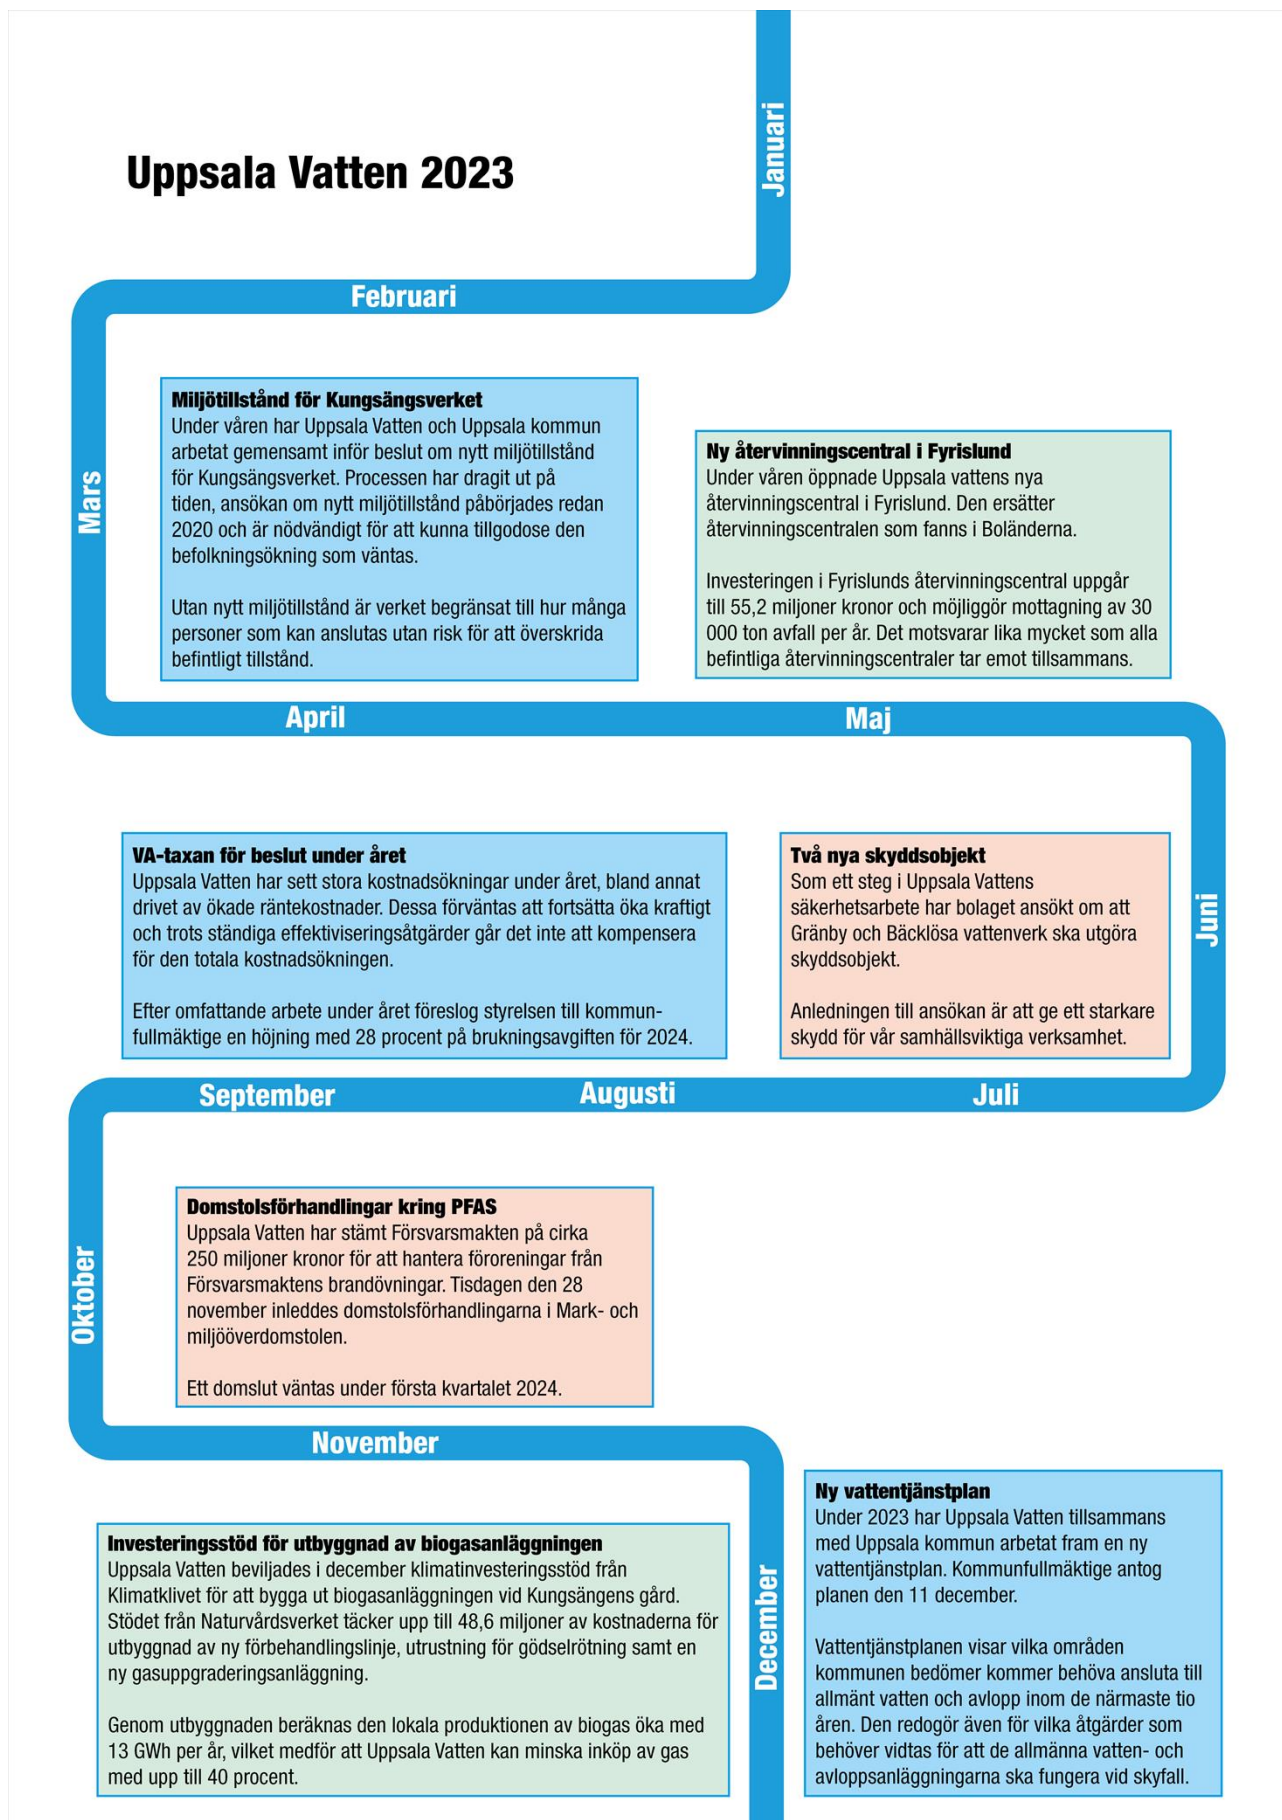 Januari
Uppsala Vatten 2023
Februari
Mars
Miljötillstånd för Kungsängsverket
Under våren har Uppsala Vatten och Uppsala kommun
arbetat gemensamt inför beslut om nytt miljötillstånd
för Kungsängsverket. Processen har dragit ut på
tiden, ansökan om nytt miljötillstånd påbörjades redan
2020 och är nödvändigt för att kunna tillgodose den
befolkningsökning som väntas.
Utan nytt miljötillstånd är verket begränsat till hur många
personer som kan anslutas utan risk för att överskrida
befintligt tillstånd.
Ny återvinningscentral i Fyrislund
Under våren öppnade Uppsala vattens nya
återvinningscentral i Fyrislund. Den ersätter
återvinningscentralen som fanns i Boländerna.
Investeringen i Fyrislunds återvinningscentral uppgår
till 55,2 miljoner kronor och möjliggör mottagning av 30
000 ton avfall per år. Det motsvarar lika mycket som alla
befintliga återvinningscentraler tar emot tillsammans.
April
Maj
Juni
VA-taxan för beslut under året
Uppsala Vatten har sett stora kostnadsökningar under året, bland annat
drivet av ökade räntekostnader. Dessa förväntas att fortsätta öka kraftigt
och trots ständiga effektiviseringsåtgärder går det inte att kompensera
för den totala kostnadsökningen.
Efter omfattande arbete under året föreslog styrelsen till kommun-
fullmäktige en höjning med 28 procent på brukningsavgiften för 2024.
Två nya skyddsobjekt
Som ett steg i Uppsala Vattens
säkerhetsarbete har bolaget ansökt om att
Gränby och Bäcklösa vattenverk ska utgöra
skyddsobjekt.
Anledningen till ansökan är att ge ett starkare
skydd för vår samhällsviktiga verksamhet.
September
Augusti
Juli
Oktober
Domstolsförhandlingar kring PFAS
Uppsala Vatten har stämt Försvarsmakten på cirka
250 miljoner kronor för att hantera föroreningar från
Försvarsmaktens brandövningar. Tisdagen den 28
november inleddes domstolsförhandlingarna i Mark- och
miljööverdomstolen.
Ett domslut väntas under första kvartalet 2024.
November
December
Investeringsstöd för utbyggnad av biogasanläggningen
Uppsala Vatten beviljades i december klimatinvesteringsstöd från
Klimatklivet för att bygga ut biogasanläggningen vid Kungsängens gård.
Stödet från Naturvårdsverket täcker upp till 48,6 miljoner av kostnaderna för
utbyggnad av ny förbehandlingslinje, utrustning för gödselrötning samt en
ny gasuppgraderingsanläggning.
Genom utbyggnaden beräknas den lokala produktionen av biogas öka med
13 GWh per år, vilket medför att Uppsala Vatten kan minska inköp av gas
med upp till 40 procent.
Ny vattentjänstplan
Under 2023 har Uppsala Vatten tillsammans
med Uppsala kommun arbetat fram en ny
vattentjänstplan. Kommunfullmäktige antog
planen den 11 december.
Vattentjänstplanen visar vilka områden
kommunen bedömer kommer behöva ansluta till
allmänt vatten och avlopp inom de närmaste tio
åren. Den redogör även för vilka åtgärder som
behöver vidtas för att de allmänna vatten- och
avloppsanläggningarna ska fungera vid skyfall.